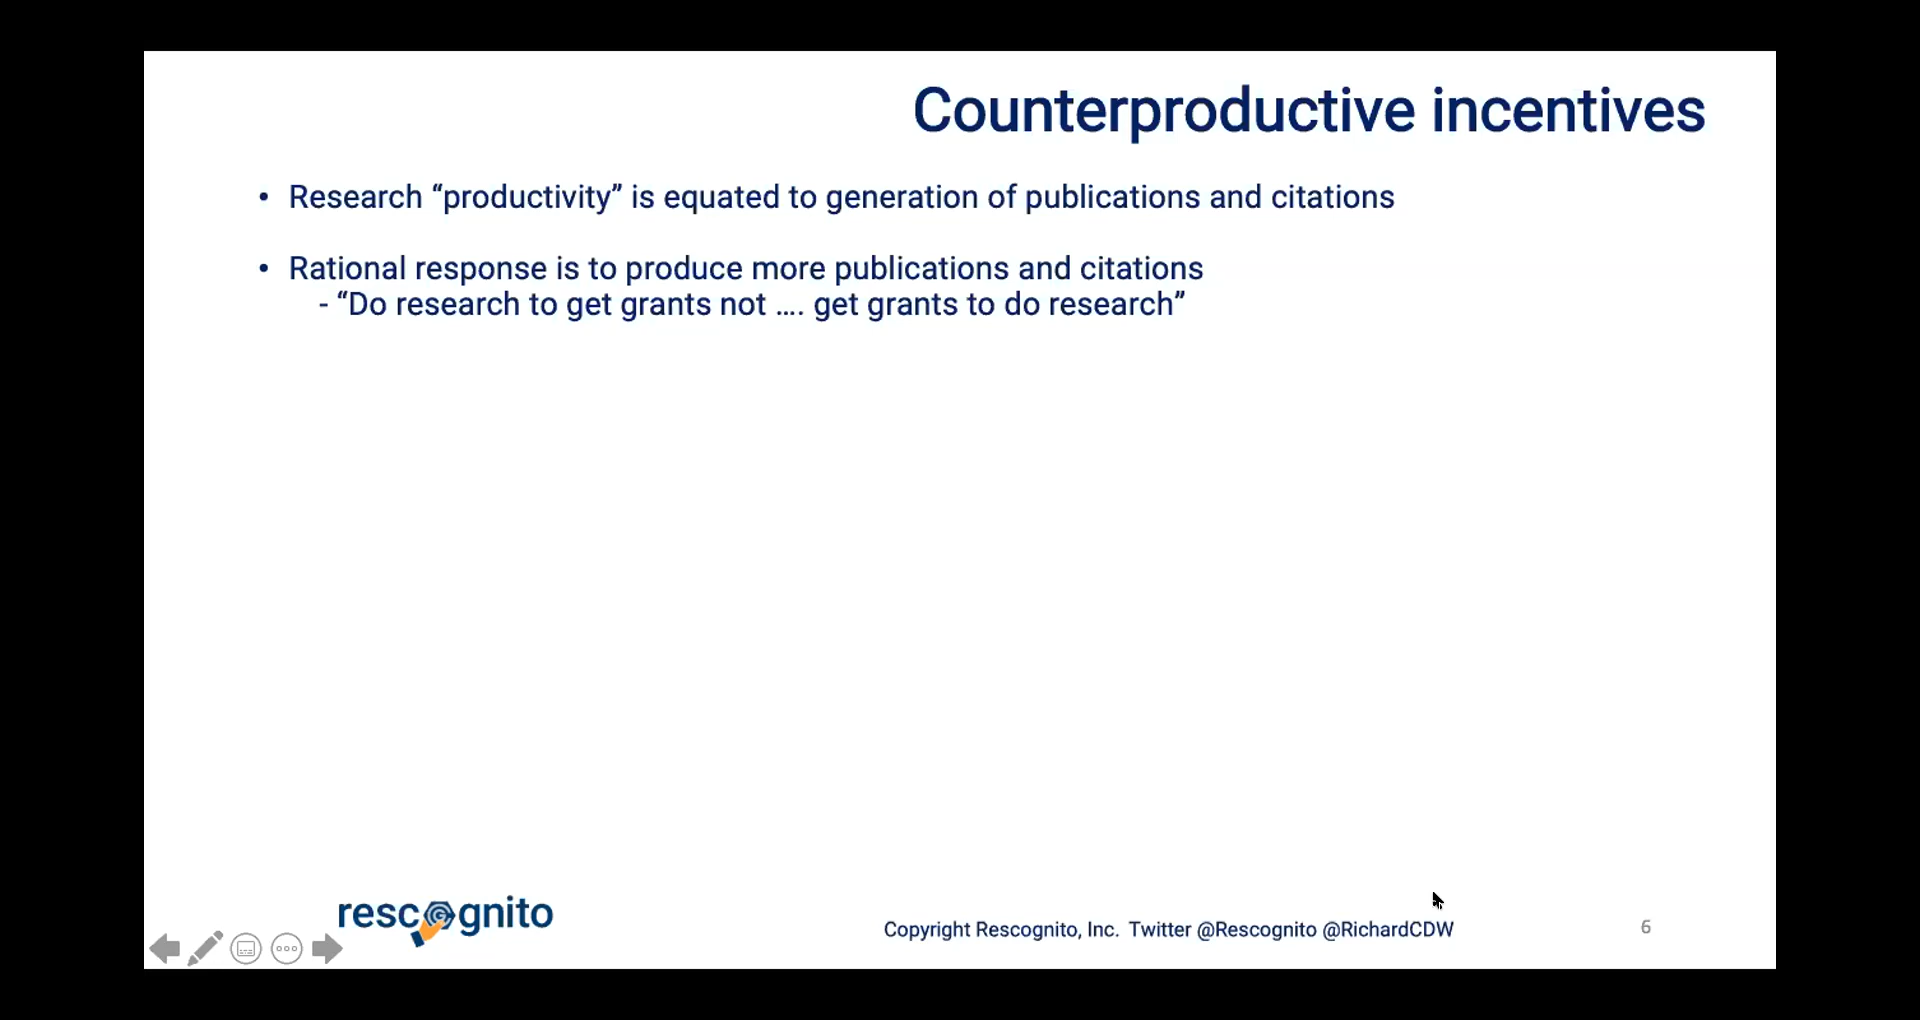 Counterproductive incentives
• Research “productivity” is equated to generation of publications and citations
• Rational response is to produce more publications and citations
- “Do research to get grants not .... get grants to do research”
rescognito
Copyright Rescognito, Inc. Twitter @Rescognito @RichardCDW
6